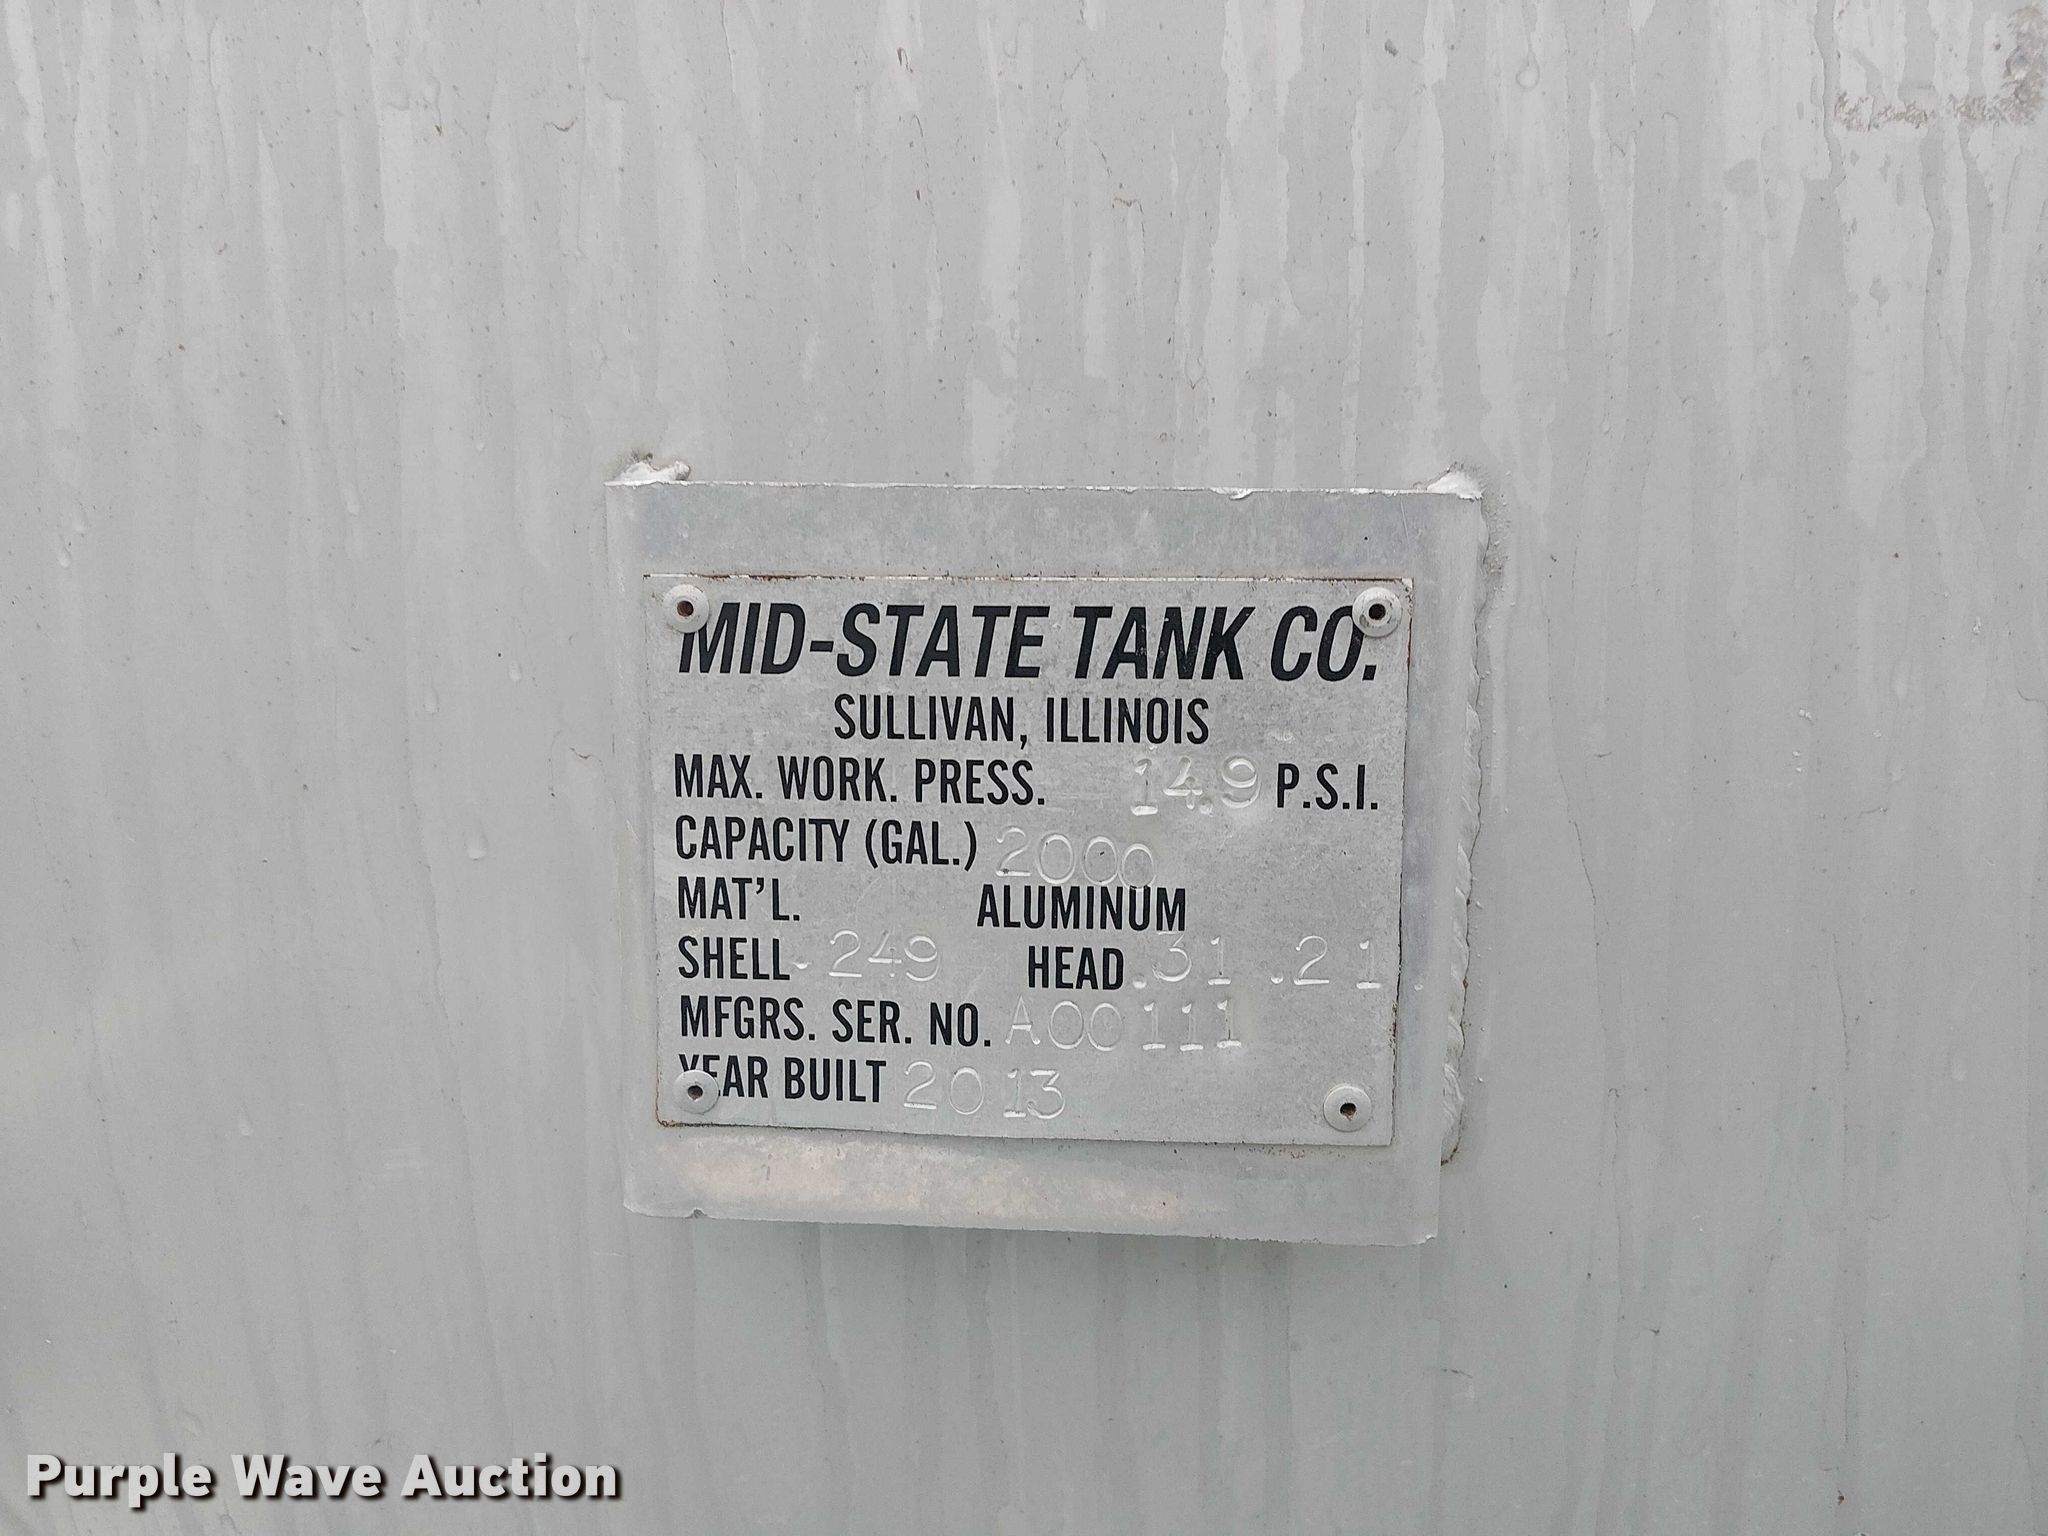 MID-STATE TANK CO.
SULLIVAN, ILLINOIS
MAX. WORK. PRESS. 14.9 P.S.I.
CAPACITY (GAL.) 2000
MAT'L. ALUMINUM
SHELL .249 HEAD .31 .21
MFGRS. SER. NO. A00111
YEAR BUILT 2013
Purple Wave Auction